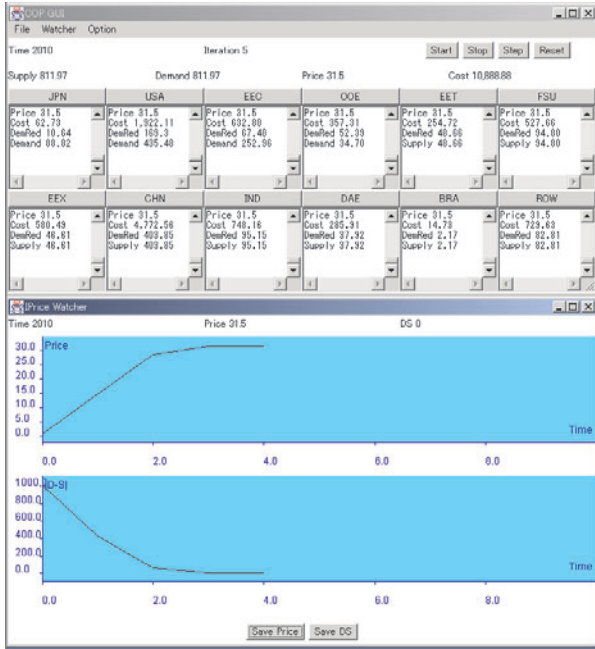 COP GUI
File Watcher Option
Time 2010 Iteration 5 Start Stop Step Reset
Supply 811.97 Demand 811.97 Price 31.5 Cost 10,888.88
JPN USA EEC OOE EET FSU
Price 31.5 Price 31.5 Price 31.5 Price 31.5 Price 31.5 Price 31.5
Cost 62.73 Cost 1,922.11 Cost 632.88 Cost 357.31 Cost 254.72 Cost 527.66
DemRed 10.64 DemRed 169.3 DemRed 67.48 DemRed 52.39 DemRed 48.66 DemRed 94.80
Demand 88.82 Demand 435.48 Demand 252.96 Demand 34.70 Supply 48.66 Supply 94.80
EEX CHN IND DAE BRA ROW
Price 31.5 Price 31.5 Price 31.5 Price 31.5 Price 31.5 Price 31.5
Cost 580.49 Cost 4,772.56 Cost 748.16 Cost 285.91 Cost 14.73 Cost 729.63
DemRed 46.61 DemRed 403.85 DemRed 95.15 DemRed 37.92 DemRed 2.17 DemRed 82.81
Supply 46.61 Supply 403.85 Supply 95.15 Supply 37.92 Supply 2.17 Supply 82.81
IPrice Watcher
Time 2010 Price 31.5 DS 0
Price
30.0
25.0
20.0
15.0
10.0
5.0
0.0
Time
0.0 2.0 4.0 6.0 8.0
|D-S|
1000.0
800.0
600.0
400.0
200.0
0.0
Time
0.0 2.0 4.0 6.0 8.0
Save Price Save DS